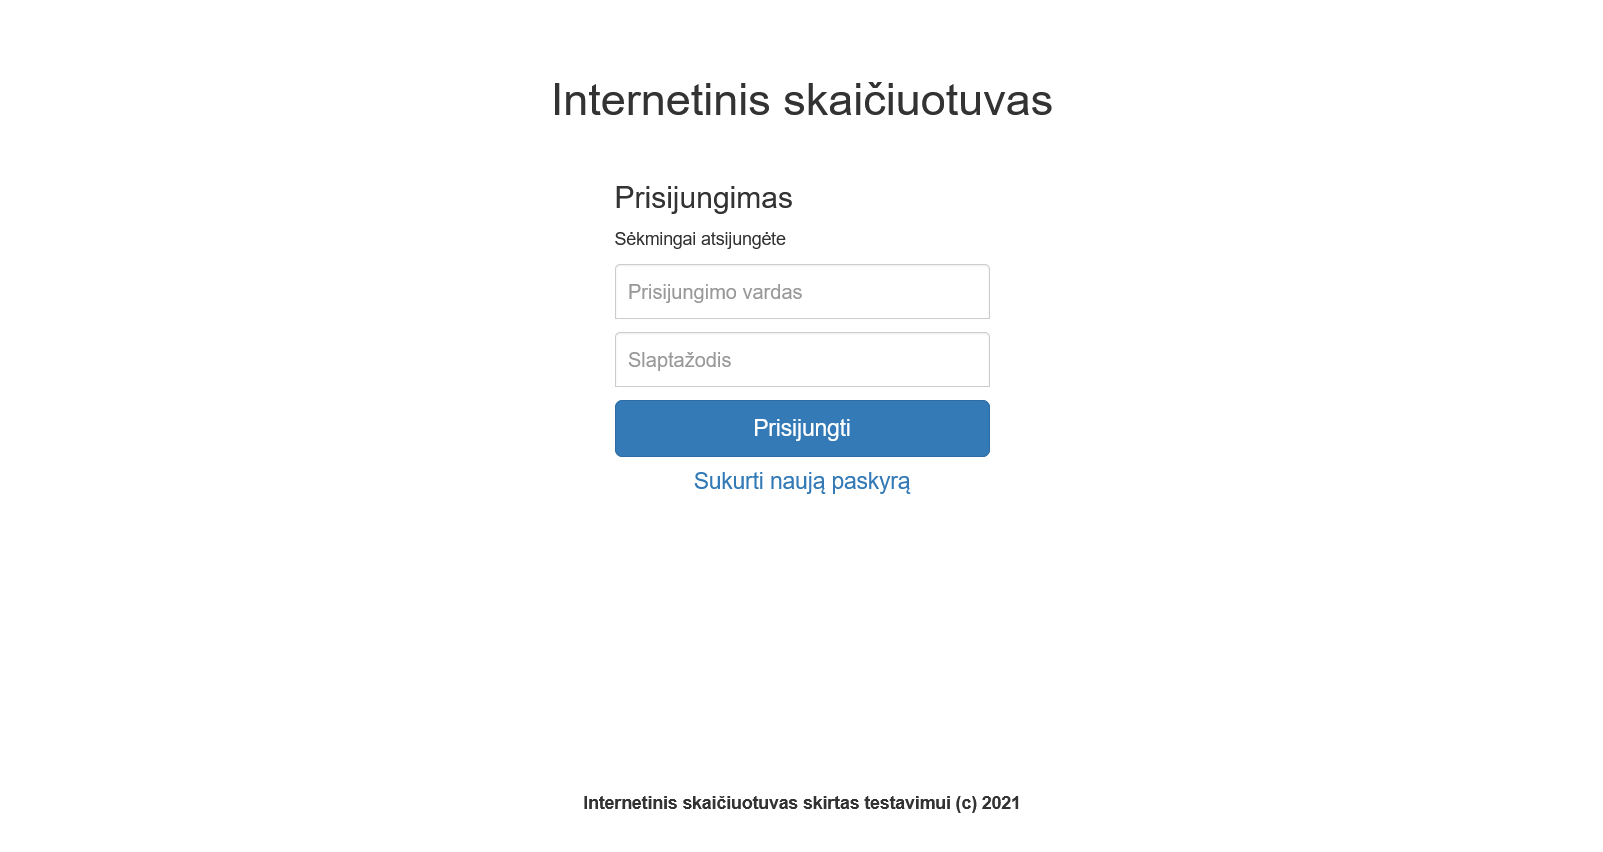 Internetinis skaičiuotuvas
Prisijungimas
Sėkmingai atsijungėte
Prisijungimo vardas
Slaptažodis
Prisijungti
Sukurti naują paskyrą
Internetinis skaičiuotuvas skirtas testavimui (c) 2021